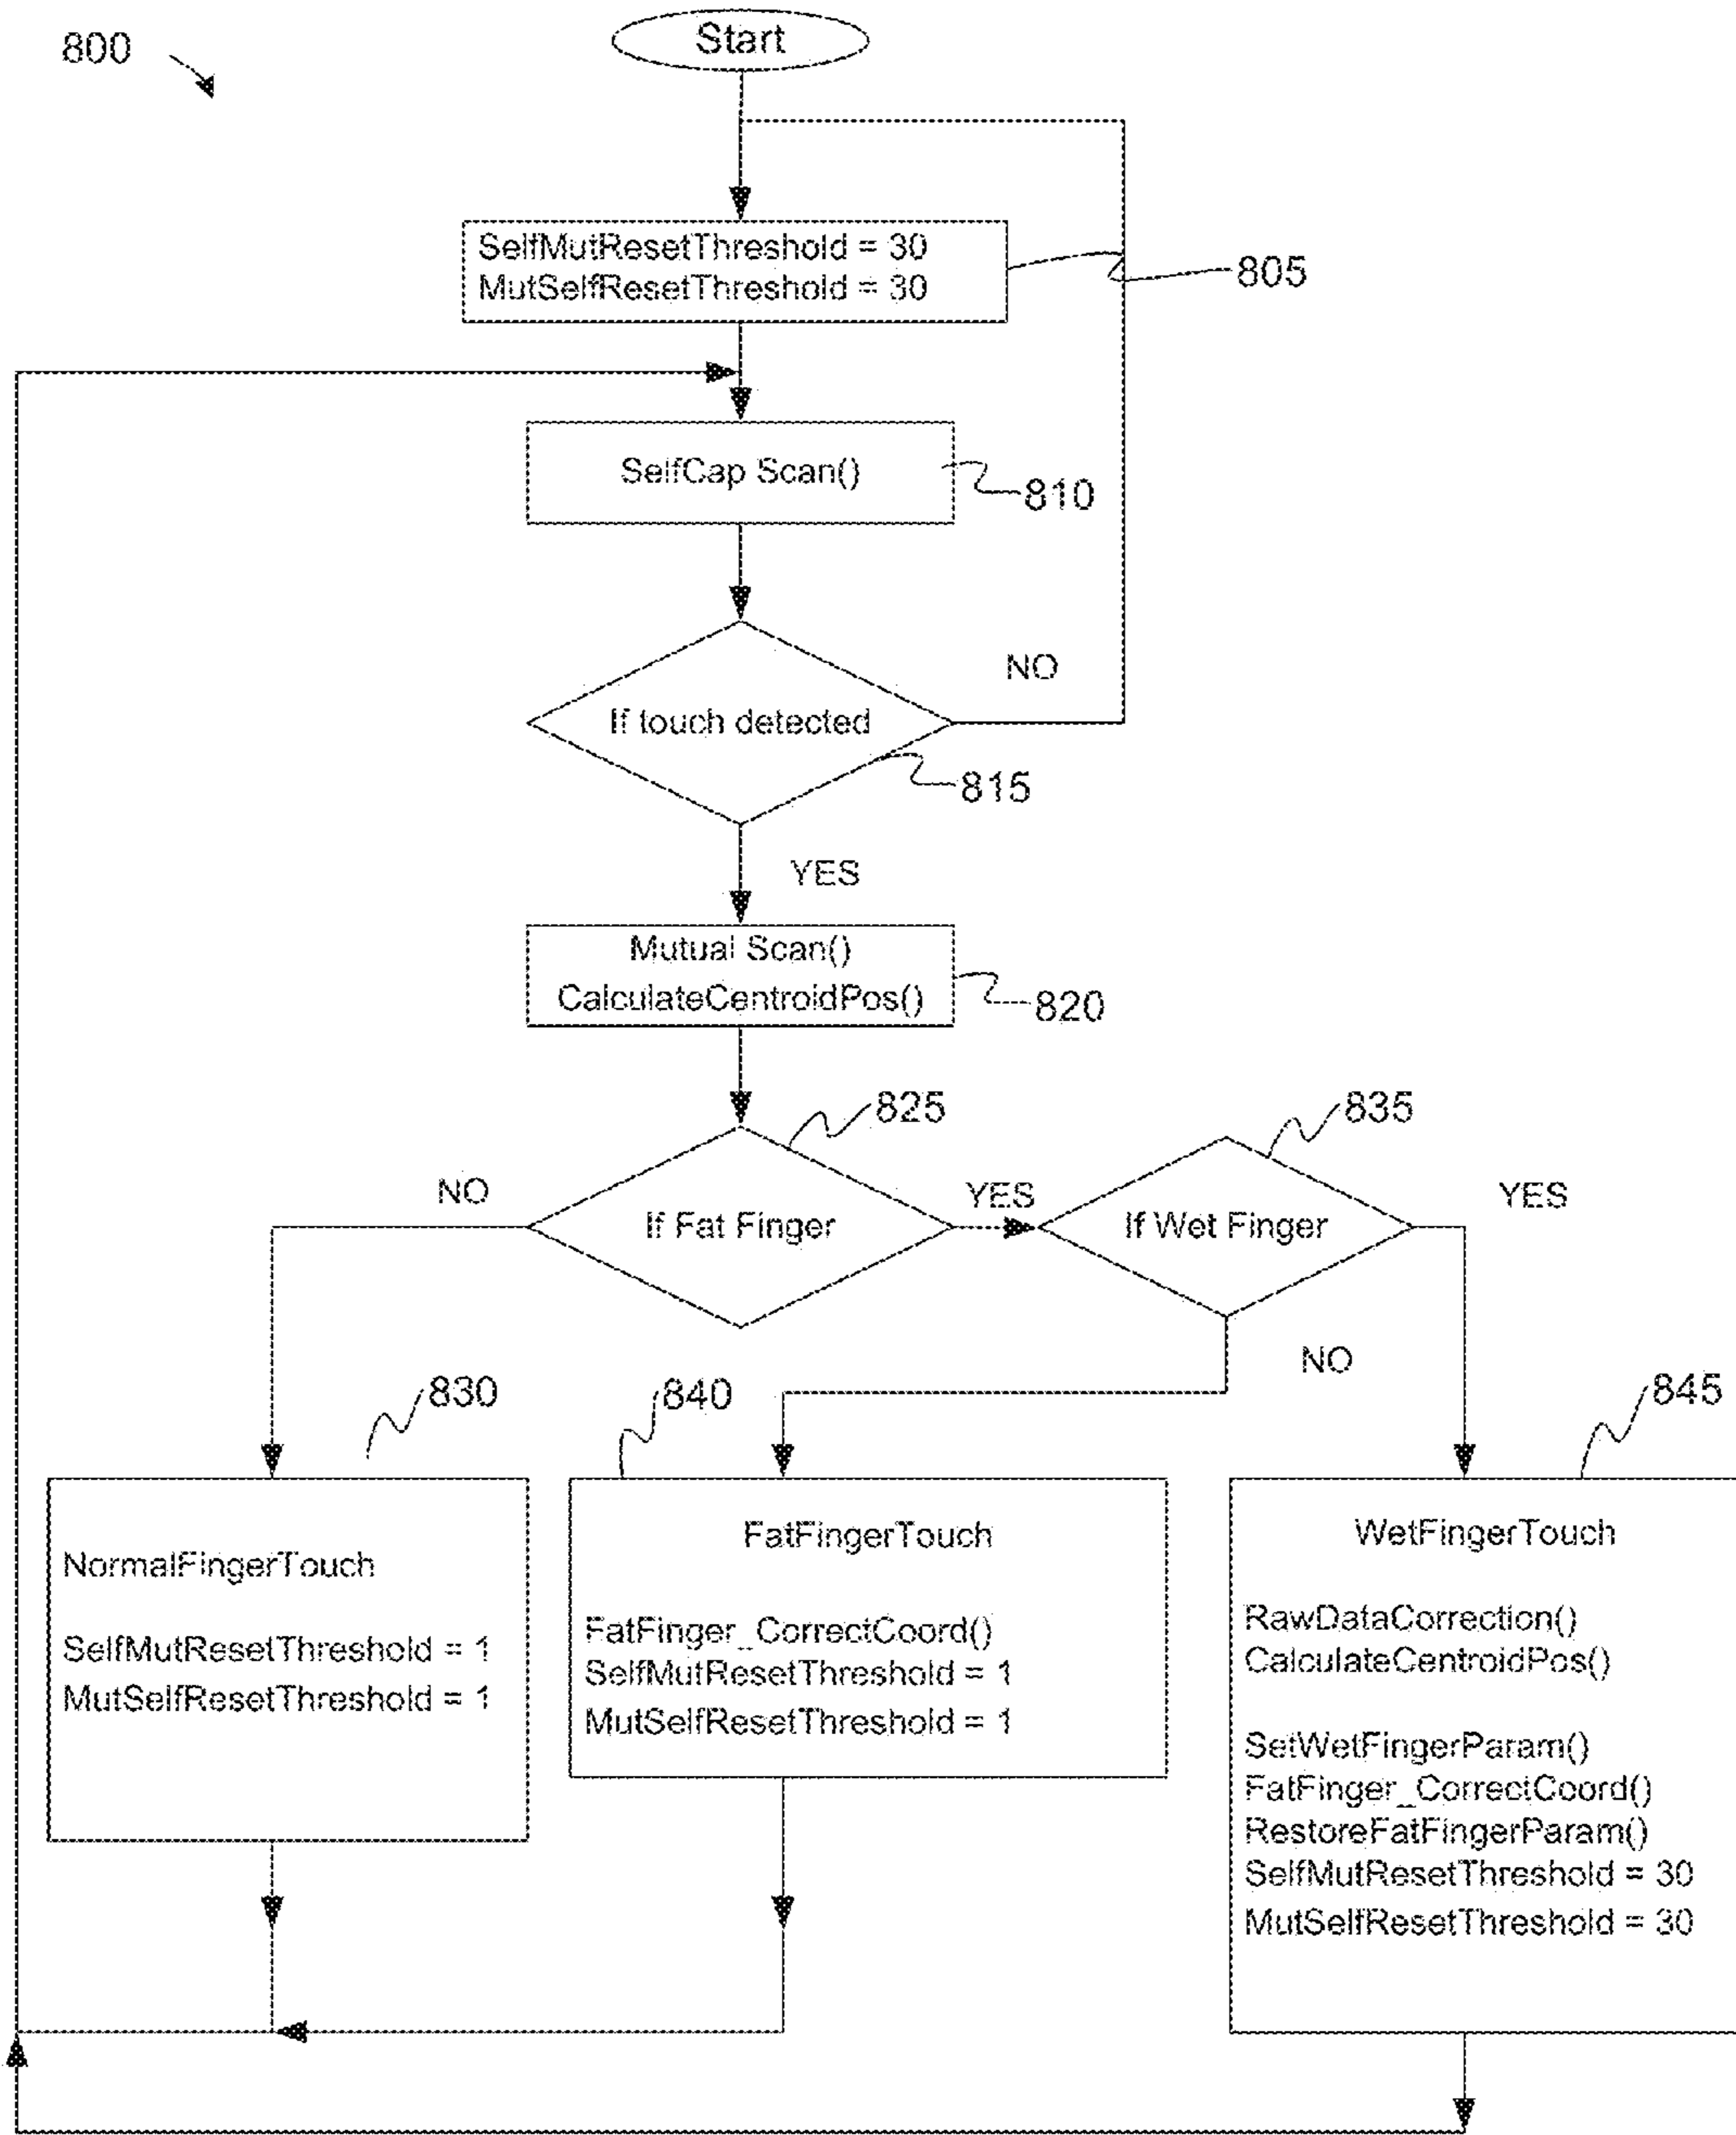 800
Start
SelfMutResetThreshold = 30
MutSelfResetThreshold = 30
805
SelfCap Scan()
810
NO
If touch detected
815
YES
Mutual Scan()
CalculateCentroidPos()
820
825
835
NO
If Fat Finger
YES
If Wet Finger
YES
NO
830
840
845
NormalFingerTouch
SelfMutResetThreshold = 1
MutSelfResetThreshold = 1
FatFingerTouch
FatFinger_CorrectCoord()
SelfMutResetThreshold = 1
MutSelfResetThreshold = 1
WetFingerTouch
RawDataCorrection()
CalculateCentroidPos()
SetWetFingerParam()
FatFinger_CorrectCoord()
RestoreFatFingerParam()
SelfMutResetThreshold = 30
MutSelfResetThreshold = 30